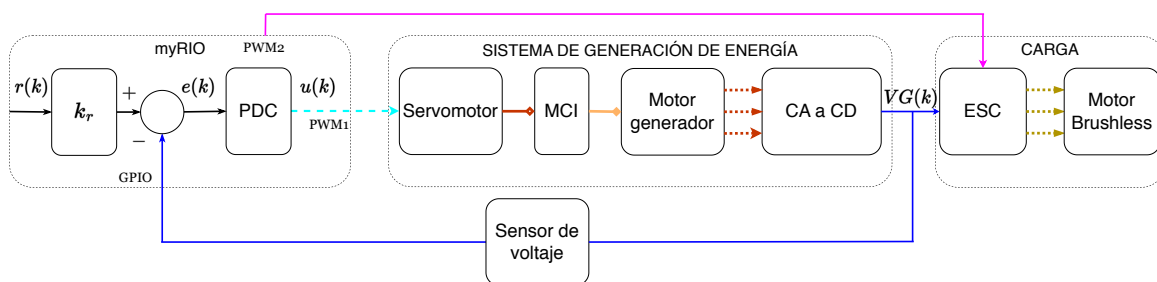 myRIO
PWM2
SISTEMA DE GENERACIÓN DE ENERGÍA
CARGA
r(k)
k_r
+
−
e(k)
PDC
u(k)
PWM1
Servomotor
MCI
Motor
generador
CA a CD
VG(k)
ESC
Motor
Brushless
GPIO
Sensor de
voltaje